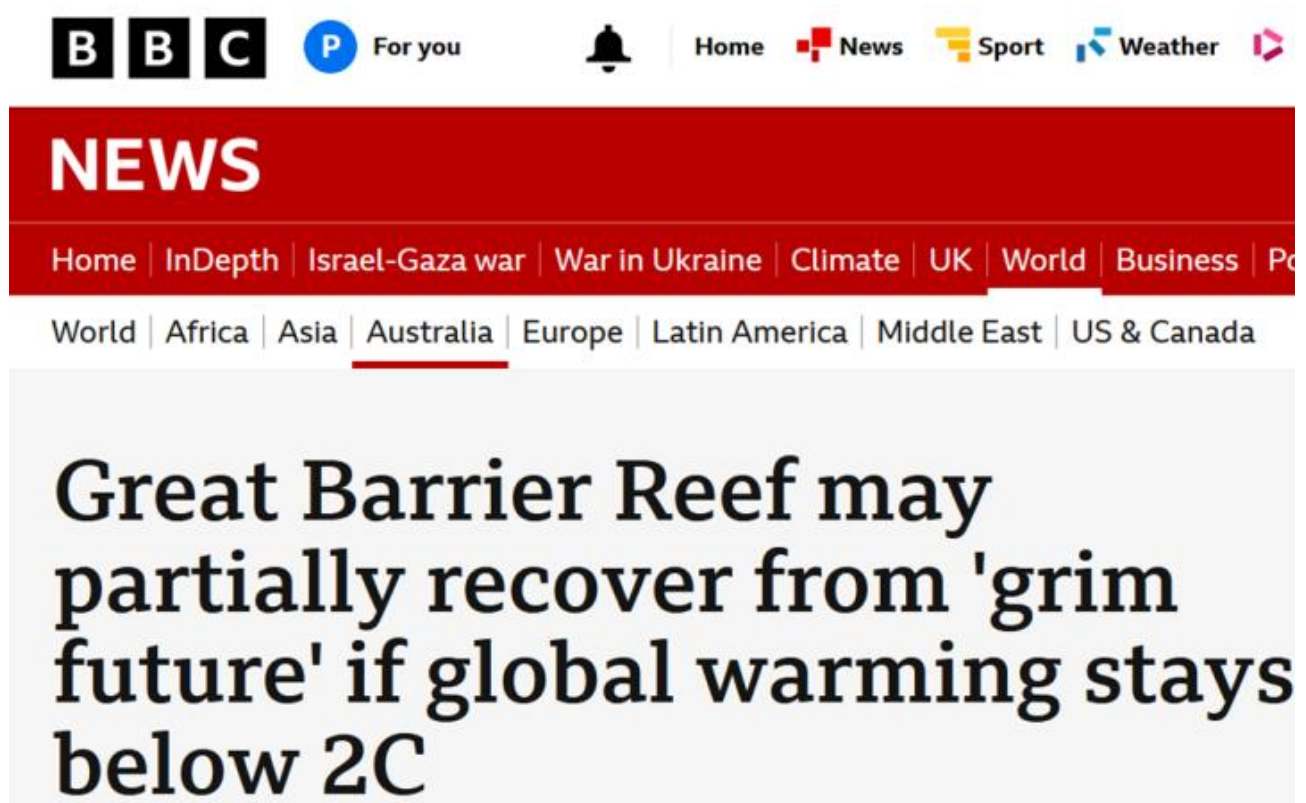 BBC P For you Home News Sport Weather
NEWS
Home InDepth Israel-Gaza war War in Ukraine Climate UK World Business Po
World Africa Asia Australia Europe Latin America Middle East US & Canada
Great Barrier Reef may
partially recover from 'grim
future' if global warming stays
below 2C